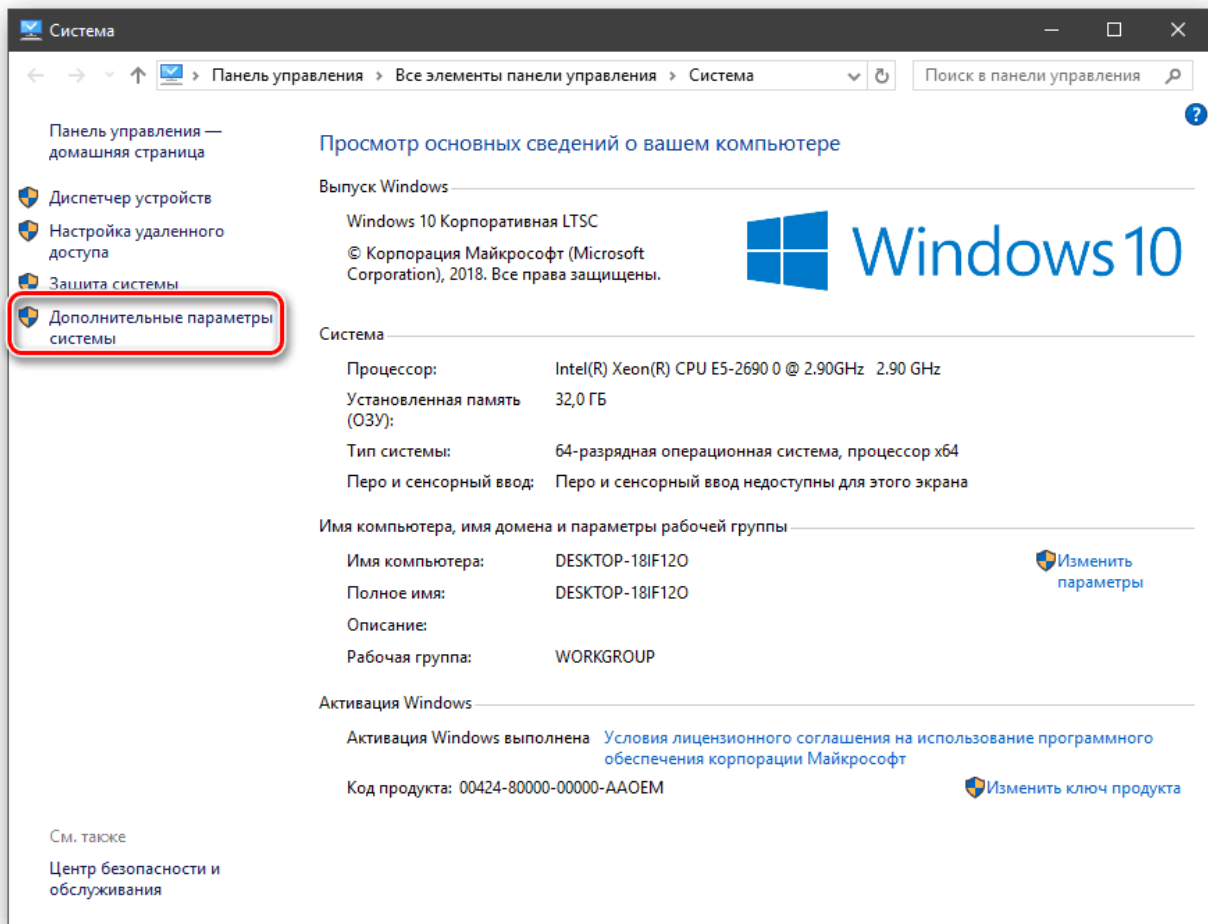 Система
Панель управления › Все элементы панели управления › Система
Поиск в панели управления
?
Панель управления —
домашняя страница
Диспетчер устройств
Настройка удаленного
доступа
Защита системы
Дополнительные параметры
системы
См. также
Центр безопасности и
обслуживания
Просмотр основных сведений о вашем компьютере
Выпуск Windows
Windows 10 Корпоративная LTSC
© Корпорация Майкрософт (Microsoft
Corporation), 2018. Все права защищены.
Windows 10
Система
Процессор: Intel(R) Xeon(R) CPU E5-2690 0 @ 2.90GHz 2.90 GHz
Установленная память 32,0 ГБ
(ОЗУ):
Тип системы: 64-разрядная операционная система, процессор x64
Перо и сенсорный ввод: Перо и сенсорный ввод недоступны для этого экрана
Имя компьютера, имя домена и параметры рабочей группы
Имя компьютера: DESKTOP-18IF12O Изменить
параметры
Полное имя: DESKTOP-18IF12O
Описание:
Рабочая группа: WORKGROUP
Активация Windows
Активация Windows выполнена Условия лицензионного соглашения на использование программного
обеспечения корпорации Майкрософт
Код продукта: 00424-80000-00000-AAOEM Изменить ключ продукта